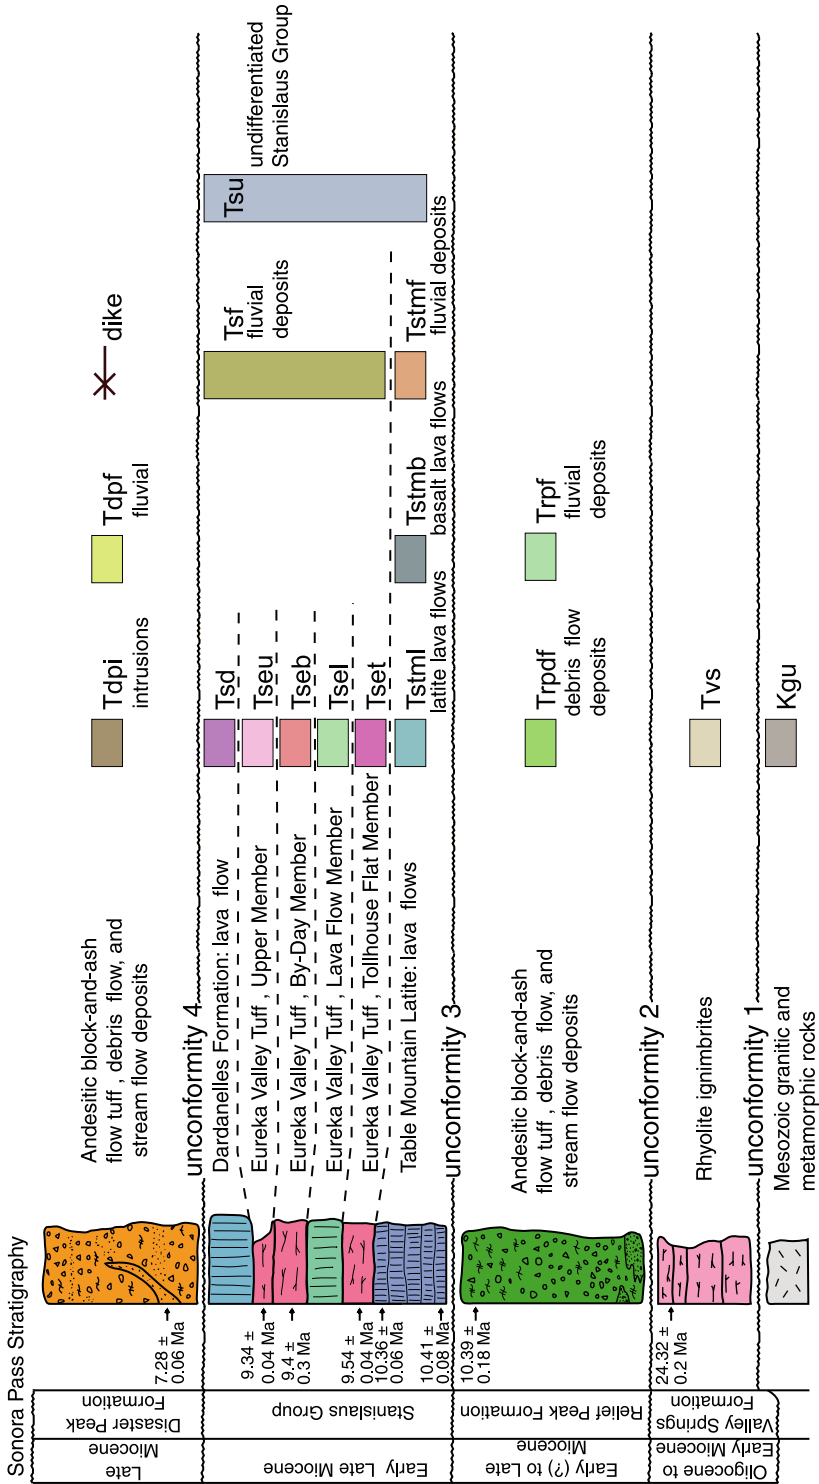 Sonora Pass Stratigraphy
Late
Miocene
Disaster Peak
Formation
7.28 ±
0.06 Ma
Andesitic block-and-ash
flow tuff , debris flow, and
stream flow deposits
Tdpi
intrusions
Tdpf
fluvial
dike
unconformity 4
Early Late Miocene
Stanislaus Group
9.34 ±
0.04 Ma
9.4 ±
0.3 Ma
9.54 ±
0.04 Ma
10.36 ±
0.06 Ma
10.41 ±
0.08 Ma
Dardanelles Formation: lava flow
Eureka Valley Tuff , Upper Member
Eureka Valley Tuff , By-Day Member
Eureka Valley Tuff , Lava Flow Member
Eureka Valley Tuff , Tollhouse Flat Member
Table Mountain Latite: lava flows
Tsd
Tseu
Tseb
Tsel
Tset
Tstml
latite lava flows
Tstmb
basalt lava flows
Tsf
fluvial
deposits
Tstmf
fluvial deposits
Tsu
undifferentiated
Stanislaus Group
unconformity 3
Early (?) to Late
Miocene
Relief Peak Formation
10.39 ±
0.18 Ma
Andesitic block-and-ash
flow tuff , debris flow, and
stream flow deposits
Trpdf
debris flow
deposits
Trpf
fluvial
deposits
unconformity 2
Oligocene to
Early Miocene
Valley Springs
Formation
24.32 ±
0.2 Ma
Rhyolite ignimbrites
Tvs
unconformity 1
Mesozoic granitic and
metamorphic rocks
Kgu